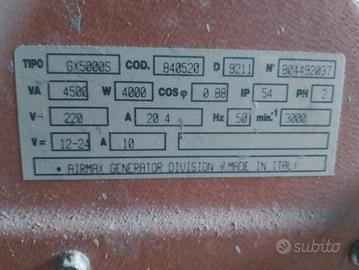 TIPO GX5000S COD. 840520 D 9211 N° B04492037
VA 4500 W 4000 COSφ 0.88 IP 54 PH 2
V~ 220 A 20.4 Hz 50 min.-1 3000
V= 12-24 A 10
* AIRMAX GENERATOR DIVISION * MADE IN ITALY
subito